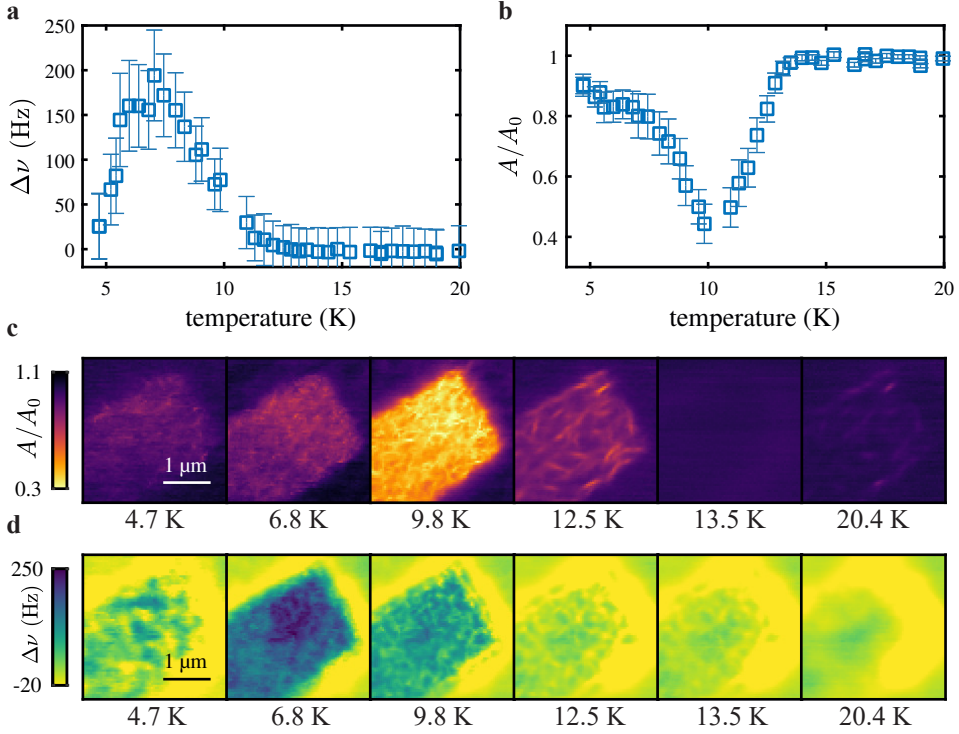 a
250
200
150
100
50
0
Δν (Hz)
5 10 15 20
temperature (K)
b
1
0.8
0.6
0.4
A/A₀
5 10 15 20
temperature (K)
c
1.1
A/A₀
0.3
1 μm
4.7 K 6.8 K 9.8 K 12.5 K 13.5 K 20.4 K
d
250
Δν (Hz)
-20
1 μm
4.7 K 6.8 K 9.8 K 12.5 K 13.5 K 20.4 K